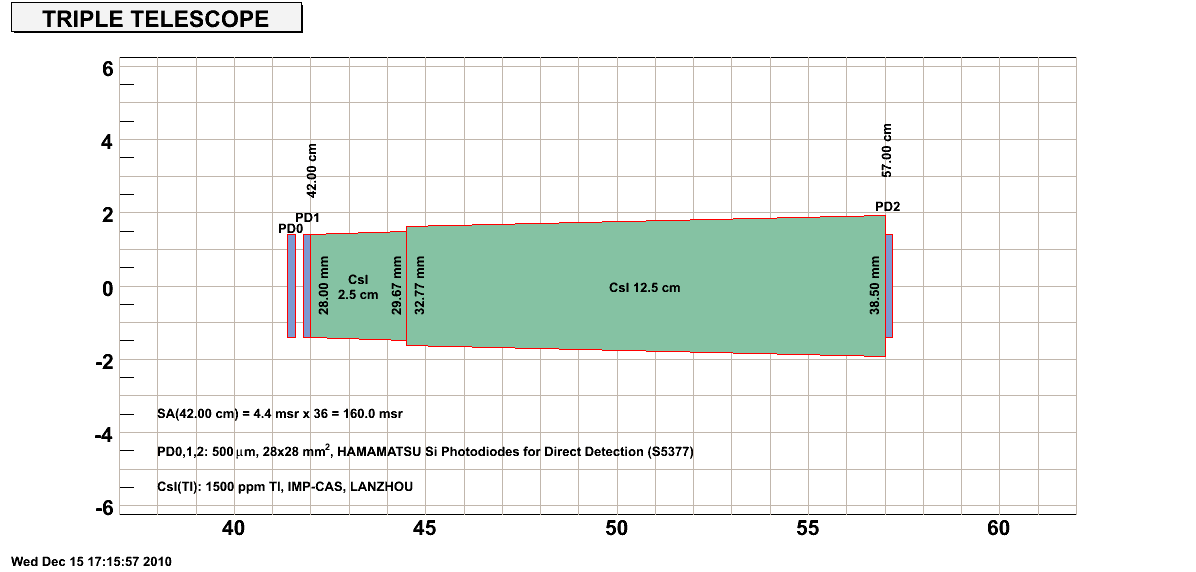 TRIPLE TELESCOPE
6
4
2
0
-2
-4
-6
42.00 cm
57.00 cm
PD1
PD0
PD2
28.00 mm
CsI
2.5 cm
29.67 mm
32.77 mm
CsI 12.5 cm
38.50 mm
SA(42.00 cm) = 4.4 msr x 36 = 160.0 msr
PD0,1,2: 500 μm, 28x28 mm², HAMAMATSU Si Photodiodes for Direct Detection (S5377)
CsI(Tl): 1500 ppm Tl, IMP-CAS, LANZHOU
40
45
50
55
60
Wed Dec 15 17:15:57 2010